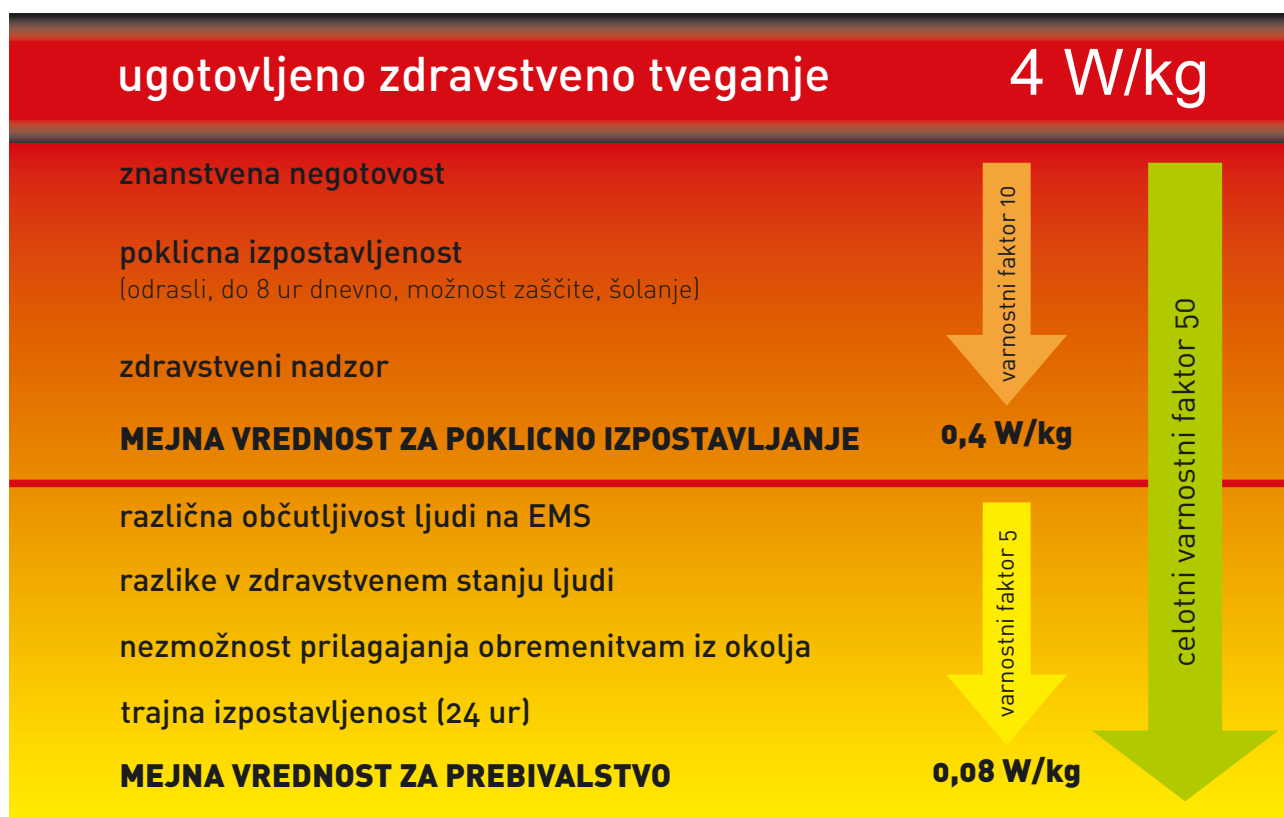 ugotovljeno zdravstveno tveganje 4 W/kg
znanstvena negotovost
poklicna izpostavljenost
(odrasli, do 8 ur dnevno, možnost zaščite, šolanje)
zdravstveni nadzor
varnostni faktor 10
MEJNA VREDNOST ZA POKLICNO IZPOSTAVLJANJE 0,4 W/kg
različna občutljivost ljudi na EMS
razlike v zdravstvenem stanju ljudi
nezmožnost prilagajanja obremenitvam iz okolja
trajna izpostavljenost (24 ur)
varnostni faktor 5
MEJNA VREDNOST ZA PREBIVALSTVO 0,08 W/kg
celotni varnostni faktor 50